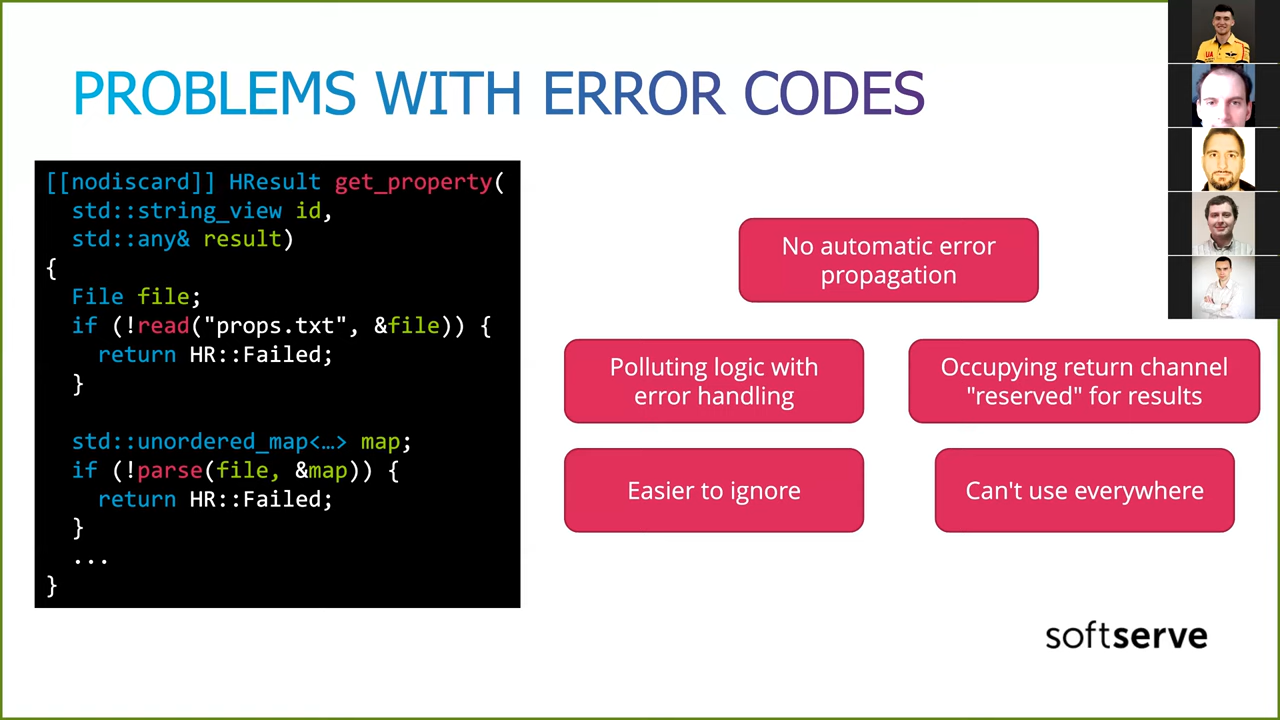 PROBLEMS WITH ERROR CODES
[[nodiscard]] HResult get_property(
std::string_view id,
std::any& result)
{
File file;
if (!read("props.txt", &file)) {
return HR::Failed;
}
std::unordered_map<…> map;
if (!parse(file, &map)) {
return HR::Failed;
}
...
}
No automatic error
propagation
Polluting logic with
error handling
Occupying return channel
"reserved" for results
Easier to ignore
Can't use everywhere
softserve
UA